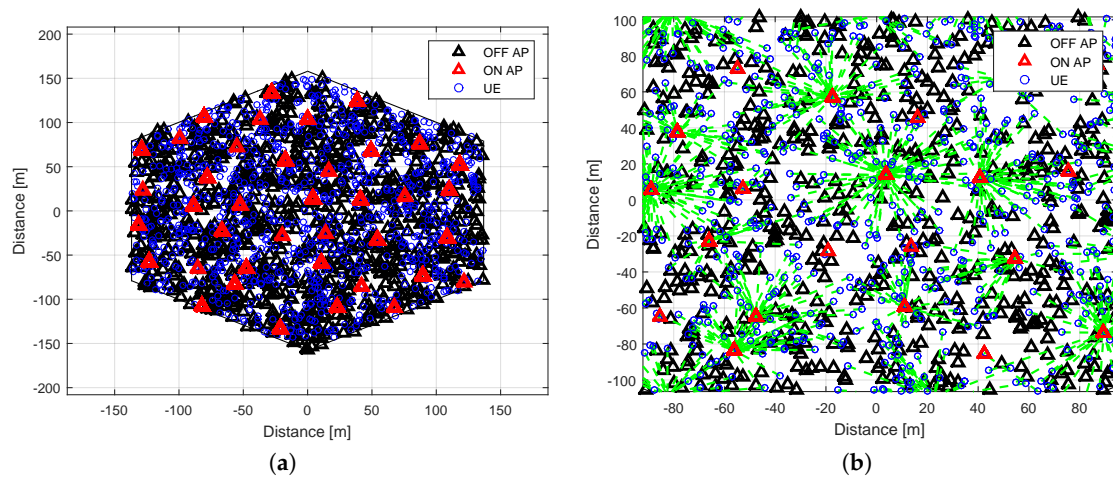 200
150
100
50
0
-50
-100
-150
-200
-150 -100 -50 0 50 100 150
Distance [m]
Distance [m]
OFF AP
ON AP
UE
(a)
100
80
60
40
20
0
-20
-40
-60
-80
-100
-80 -60 -40 -20 0 20 40 60 80
Distance [m]
Distance [m]
OFF AP
ON AP
UE
(b)